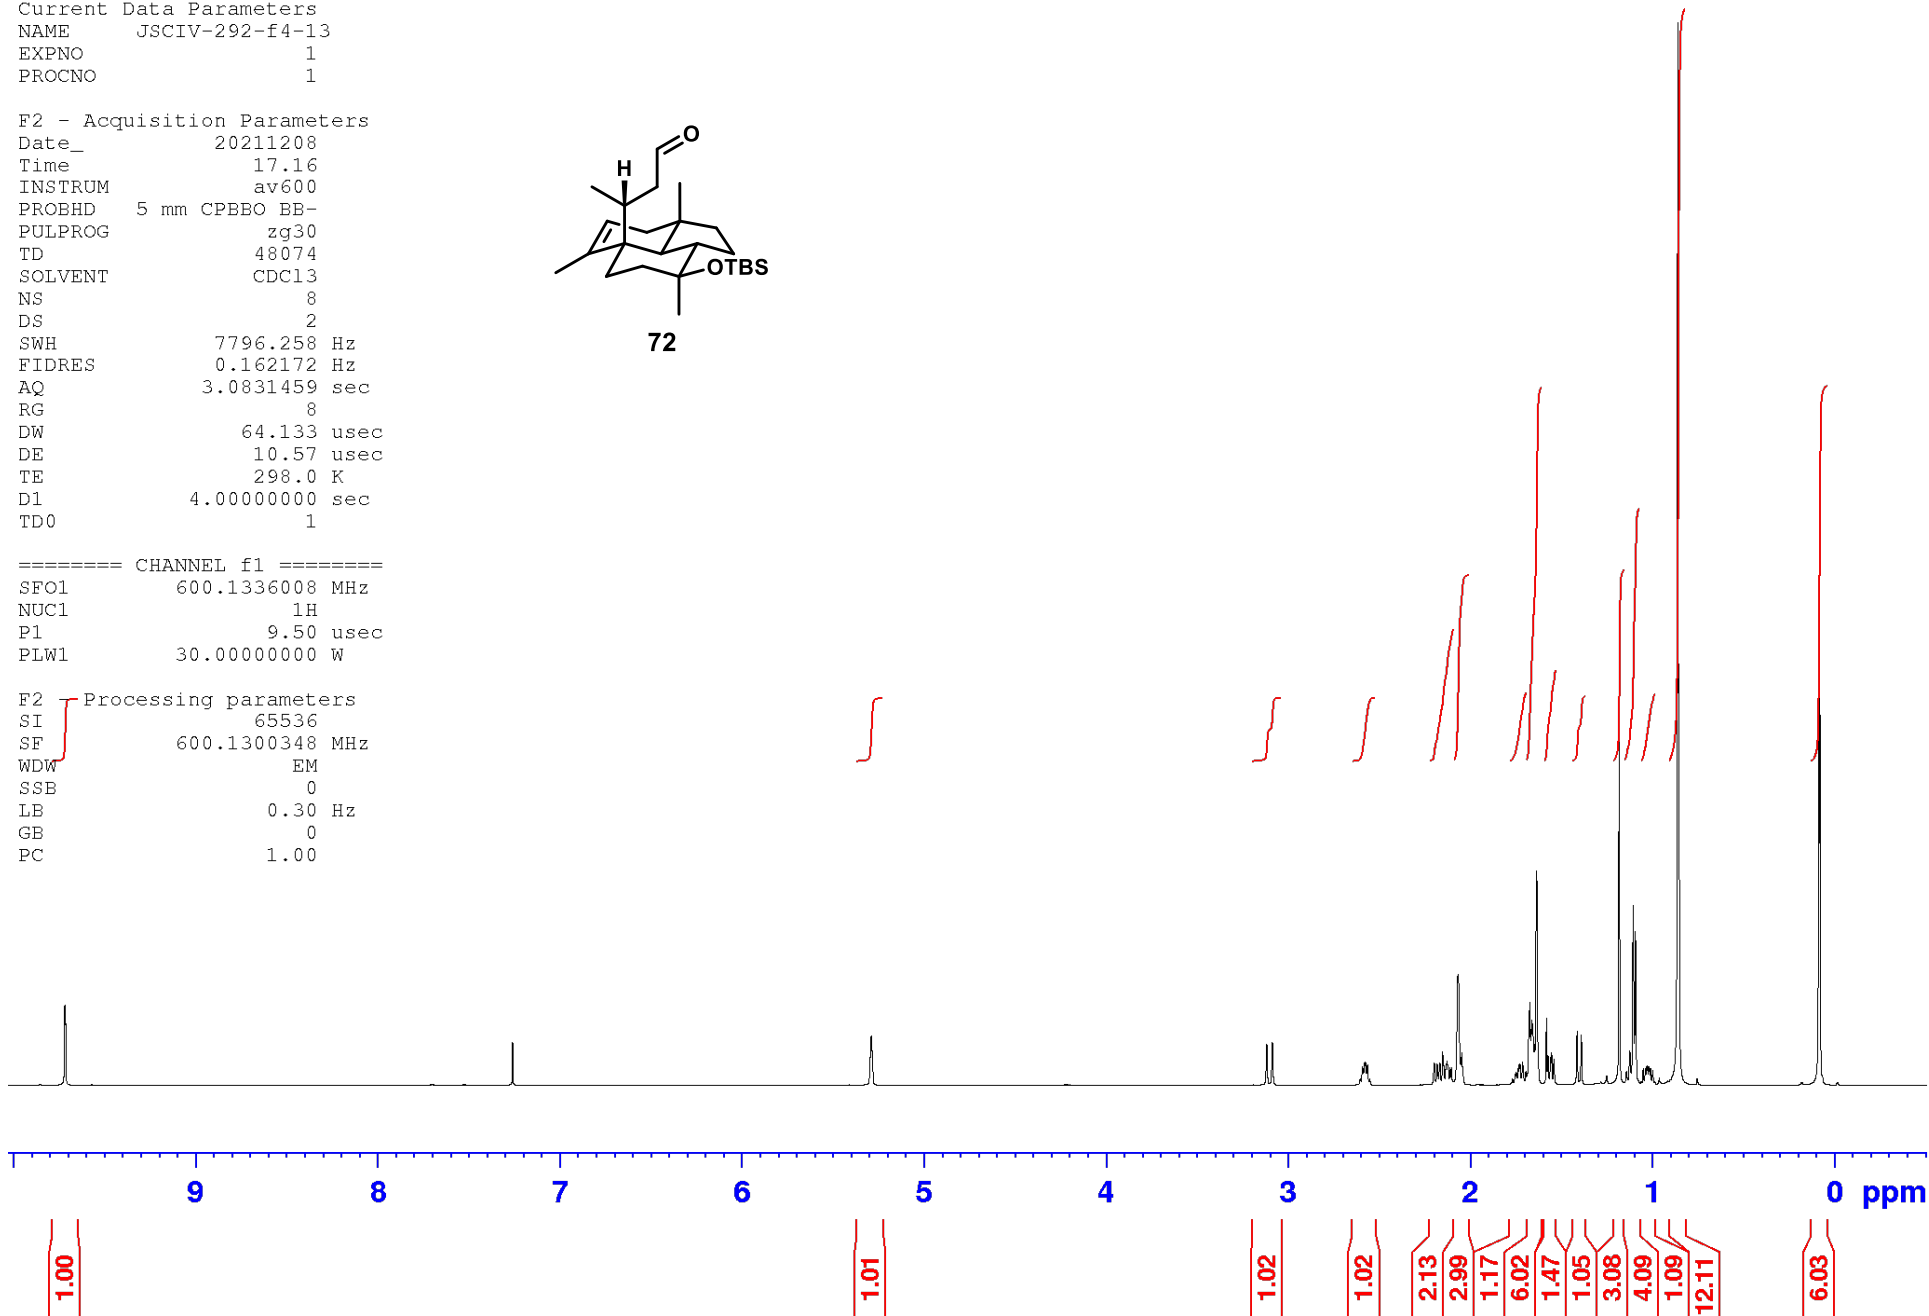 Current Data Parameters
NAME JSCIV-292-f4-13
EXPNO 1
PROCNO 1
F2 - Acquisition Parameters
Date_ 20211208
Time 17.16
INSTRUM av600
PROBHD 5 mm CPBBO BB-
PULPROG zg30
TD 48074
SOLVENT CDCl3
NS 8
DS 2
SWH 7796.258 Hz
FIDRES 0.162172 Hz
AQ 3.0831459 sec
RG 8
DW 64.133 usec
DE 10.57 usec
TE 298.0 K
D1 4.00000000 sec
TD0 1
======== CHANNEL f1 ========
SFO1 600.1336008 MHz
NUC1 1H
P1 9.50 usec
PLW1 30.00000000 W
F2 - Processing parameters
SI 65536
SF 600.1300348 MHz
WDW EM
SSB 0
LB 0.30 Hz
GB 0
PC 1.00
O
H
OTBS
72
9 8 7 6 5 4 3 2 1 0 ppm
1.00 1.01 1.02 1.02 2.13 2.99 1.17 6.02 1.47 1.05 3.08 4.09 1.09 12.11 6.03